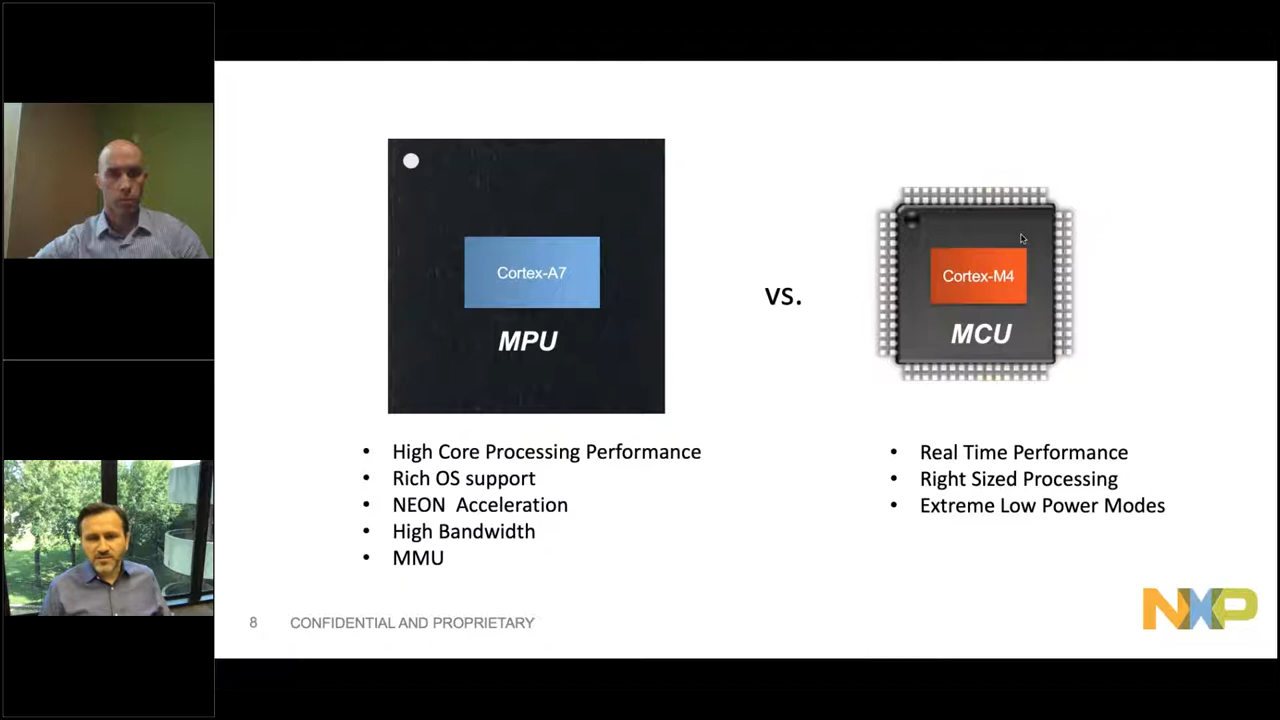 Cortex-A7
MPU
vs.
Cortex-M4
MCU
• High Core Processing Performance
• Rich OS support
• NEON Acceleration
• High Bandwidth
• MMU
• Real Time Performance
• Right Sized Processing
• Extreme Low Power Modes
8 CONFIDENTIAL AND PROPRIETARY
NXP